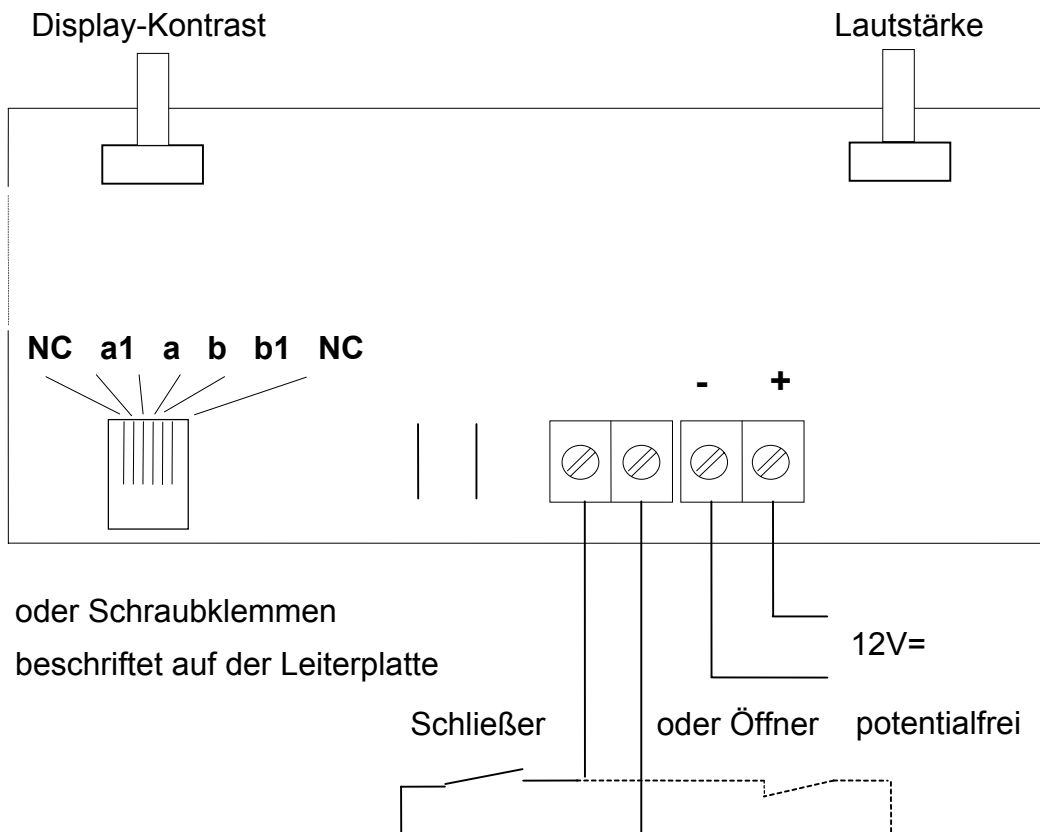 Display-Kontrast Lautstärke
NC a1 a b b1 NC
- +
oder Schraubklemmen
beschriftet auf der Leiterplatte
12V=
Schließer oder Öffner potentialfrei